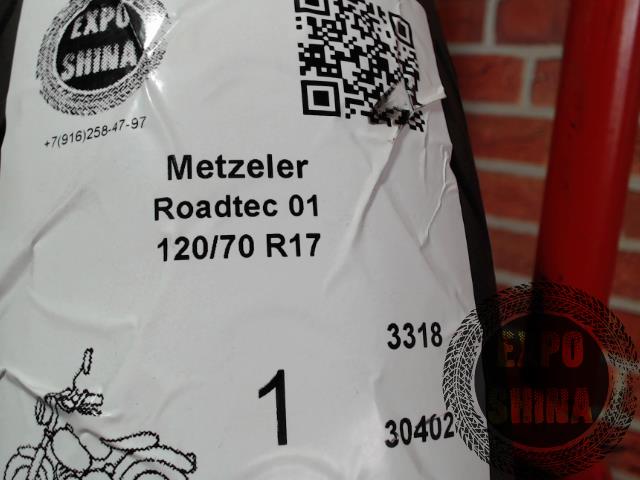 EXPO
SHINA
+7(916)258-47-97
Metzeler
Roadtec 01
120/70 R17
3318
1
30402
EXPO
SHINA